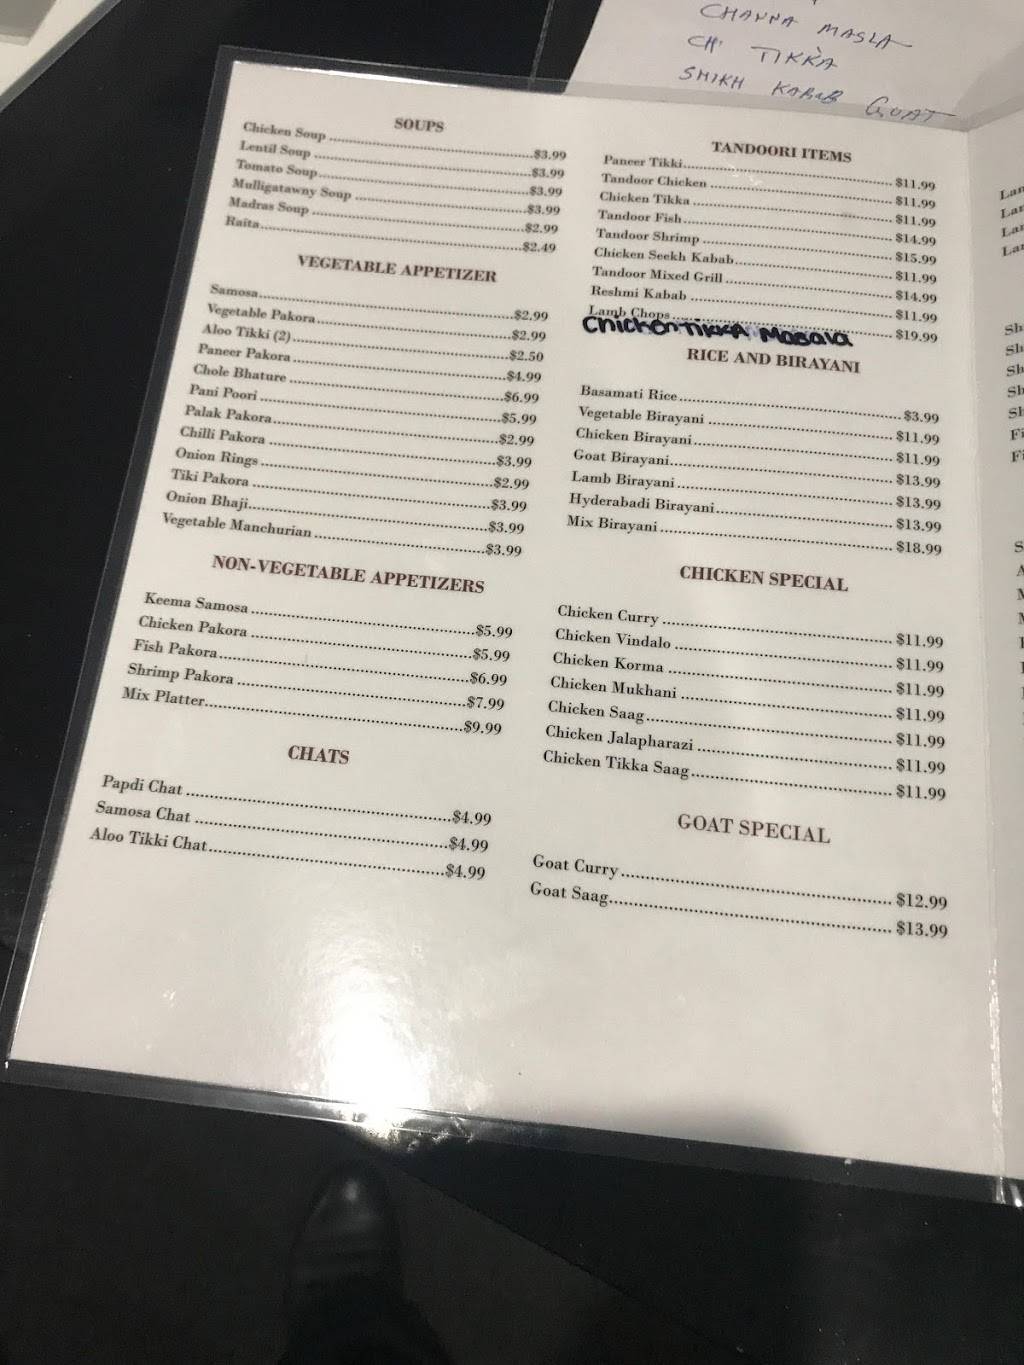 CHANNA MASLA
CH TIKKA
SHIKH KABAB GOAT
SOUPS
Chicken Soup $3.99
Lentil Soup $3.99
Tomato Soup $3.99
Mulligatawny Soup $3.99
Madras Soup $2.99
Raita $2.49
VEGETABLE APPETIZER
Samosa $2.99
Vegetable Pakora $2.99
Aloo Tikki (2) $2.50
Paneer Pakora $4.99
Chole Bhature $6.99
Pani Poori $5.99
Palak Pakora $2.99
Chilli Pakora $3.99
Onion Rings $2.99
Tiki Pakora $3.99
Onion Bhaji $3.99
Vegetable Manchurian $3.99
NON-VEGETABLE APPETIZERS
Keema Samosa $5.99
Chicken Pakora $5.99
Fish Pakora $6.99
Shrimp Pakora $7.99
Mix Platter $9.99
CHATS
Papdi Chat $4.99
Samosa Chat $4.99
Aloo Tikki Chat $4.99
TANDOORI ITEMS
Paneer Tikki $11.99
Tandoor Chicken $11.99
Chicken Tikka $11.99
Tandoor Fish $14.99
Tandoor Shrimp $15.99
Chicken Seekh Kabab $11.99
Tandoor Mixed Grill $14.99
Reshmi Kabab $11.99
Lamb Chops $19.99
ChickenTIKKA Masala
RICE AND BIRAYANI
Basamati Rice $3.99
Vegetable Birayani $11.99
Chicken Birayani $11.99
Goat Birayani $13.99
Lamb Birayani $13.99
Hyderabadi Birayani $13.99
Mix Birayani $18.99
CHICKEN SPECIAL
Chicken Curry $11.99
Chicken Vindalo $11.99
Chicken Korma $11.99
Chicken Mukhani $11.99
Chicken Saag $11.99
Chicken Jalapharazi $11.99
Chicken Tikka Saag $11.99
GOAT SPECIAL
Goat Curry $12.99
Goat Saag $13.99